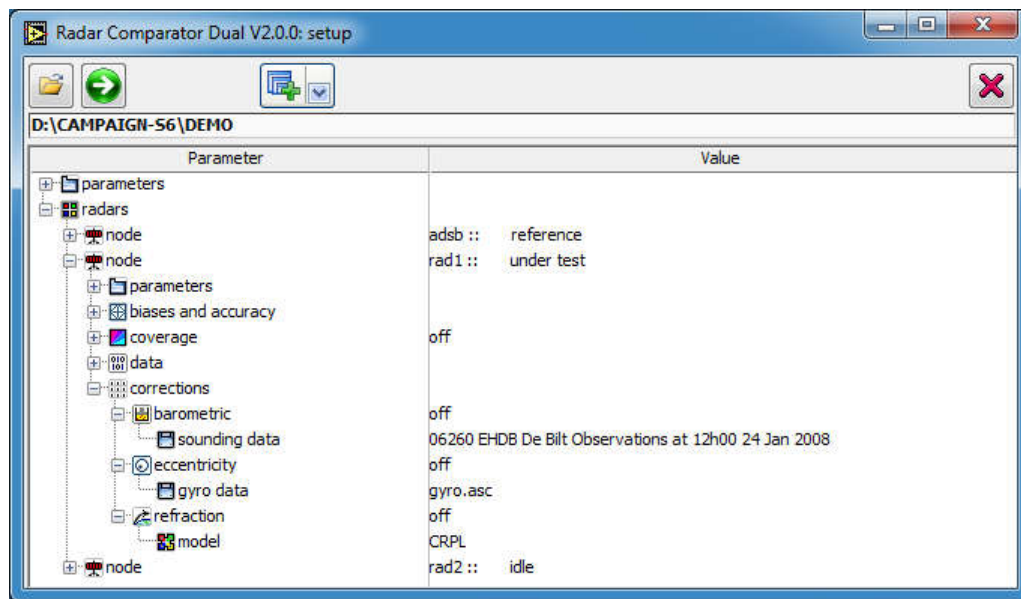 Radar Comparator Dual V2.0.0: setup
D:\CAMPAIGN-S6\DEMO
Parameter Value
parameters
radars
node adsb :: reference
node rad1 :: under test
parameters
biases and accuracy
coverage off
data
corrections
barometric off
sounding data 06260 EHDB De Bilt Observations at 12h00 24 Jan 2008
eccentricity off
gyro data gyro.asc
refraction off
model CRPL
node rad2 :: idle